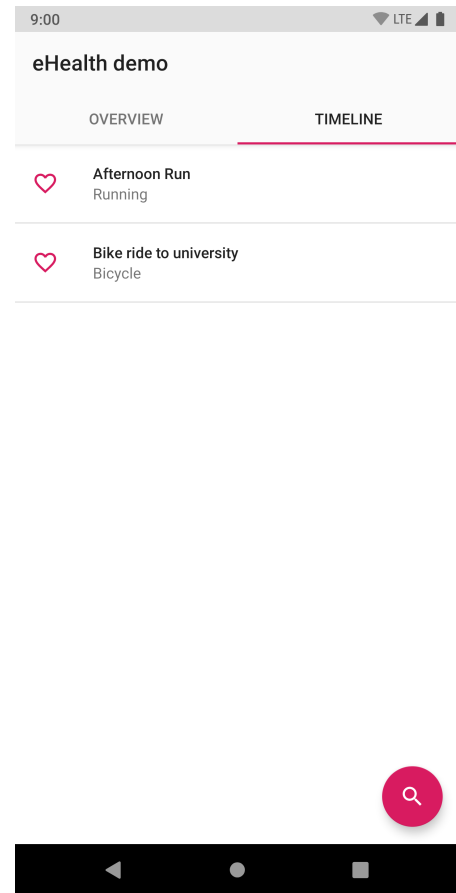 9:00 LTE
eHealth demo
OVERVIEW TIMELINE
Afternoon Run
Running
Bike ride to university
Bicycle